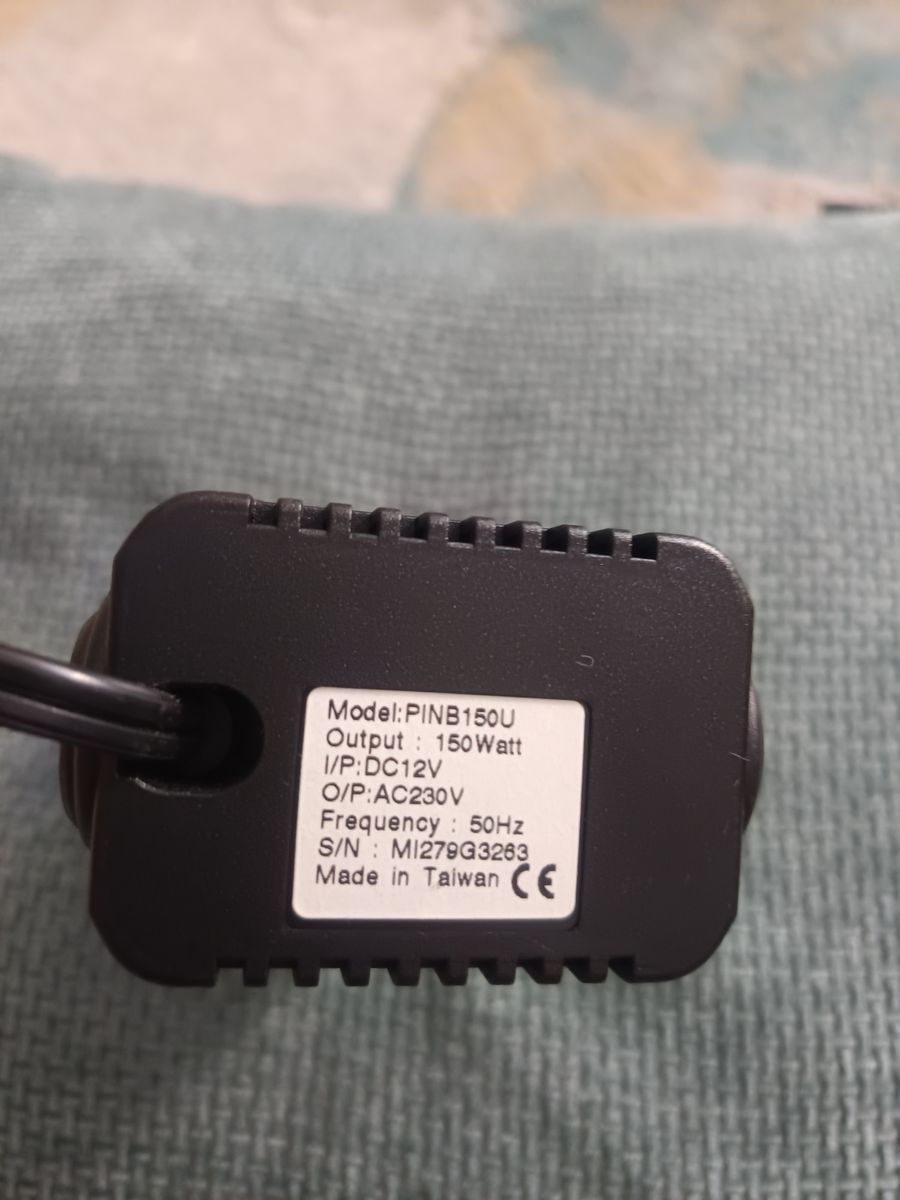 Model:PINB150U
Output : 150Watt
I/P:DC12V
O/P:AC230V
Frequency : 50Hz
S/N : MI279G3263
Made in Taiwan CE